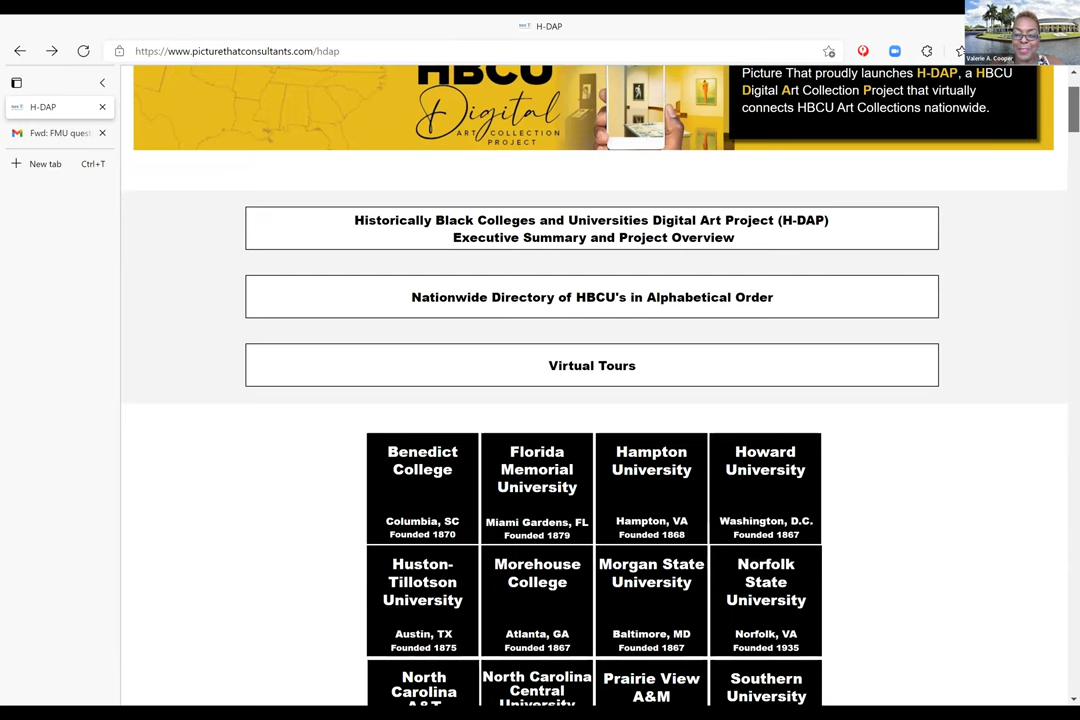 H-DAP
https://www.picturethatconsultants.com/hdap
Valerie A. Cooper
H-DAP
Fwd: FMU quest
New tab Ctrl+T
HBCU
Digital
ART COLLECTION
PROJECT
Picture That proudly launches H-DAP, a HBCU
Digital Art Collection Project that virtually
connects HBCU Art Collections nationwide.
Historically Black Colleges and Universities Digital Art Project (H-DAP)
Executive Summary and Project Overview
Nationwide Directory of HBCU's in Alphabetical Order
Virtual Tours
Benedict
College
Columbia, SC
Founded 1870
Florida
Memorial
University
Miami Gardens, FL
Founded 1879
Hampton
University
Hampton, VA
Founded 1868
Howard
University
Washington, D.C.
Founded 1867
Huston-
Tillotson
University
Austin, TX
Founded 1875
Morehouse
College
Atlanta, GA
Founded 1867
Morgan State
University
Baltimore, MD
Founded 1867
Norfolk
State
University
Norfolk, VA
Founded 1935
North
Carolina
A&T
North Carolina
Central
University
Prairie View
A&M
Southern
University